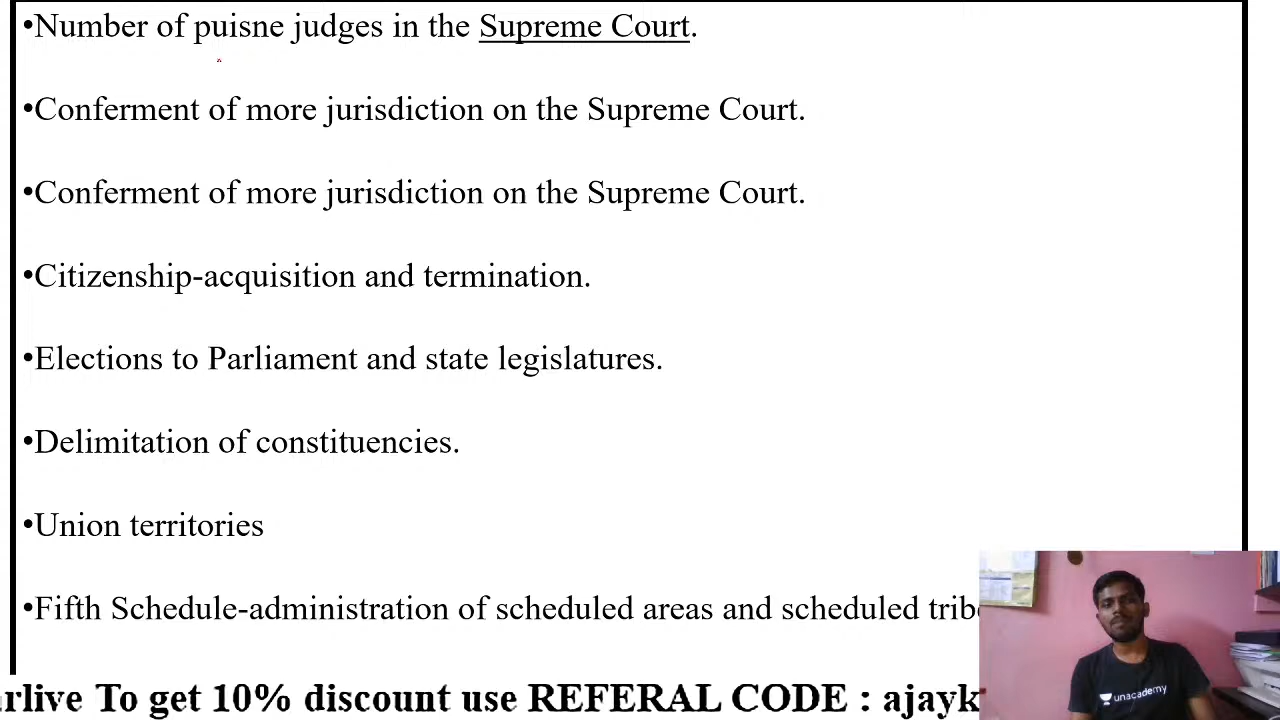 •Number of puisne judges in the Supreme Court.
•Conferment of more jurisdiction on the Supreme Court.
•Conferment of more jurisdiction on the Supreme Court.
•Citizenship-acquisition and termination.
•Elections to Parliament and state legislatures.
•Delimitation of constituencies.
•Union territories
•Fifth Schedule-administration of scheduled areas and scheduled tribe
unacademy
rlive To get 10% discount use REFERAL CODE : ajayk